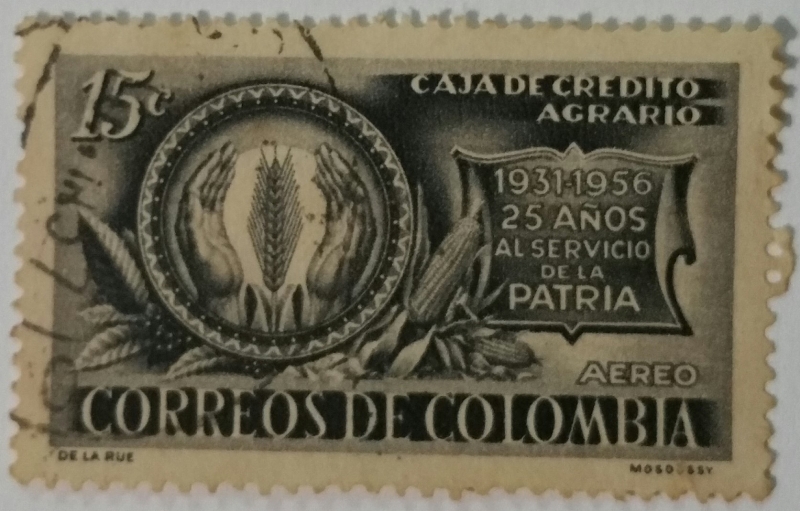 15c
CAJA DE CREDITO
AGRARIO
1931-1956
25 AÑOS
AL SERVICIO
DE LA
PATRIA
AEREO
CORREOS DE COLOMBIA
DE LA RUE